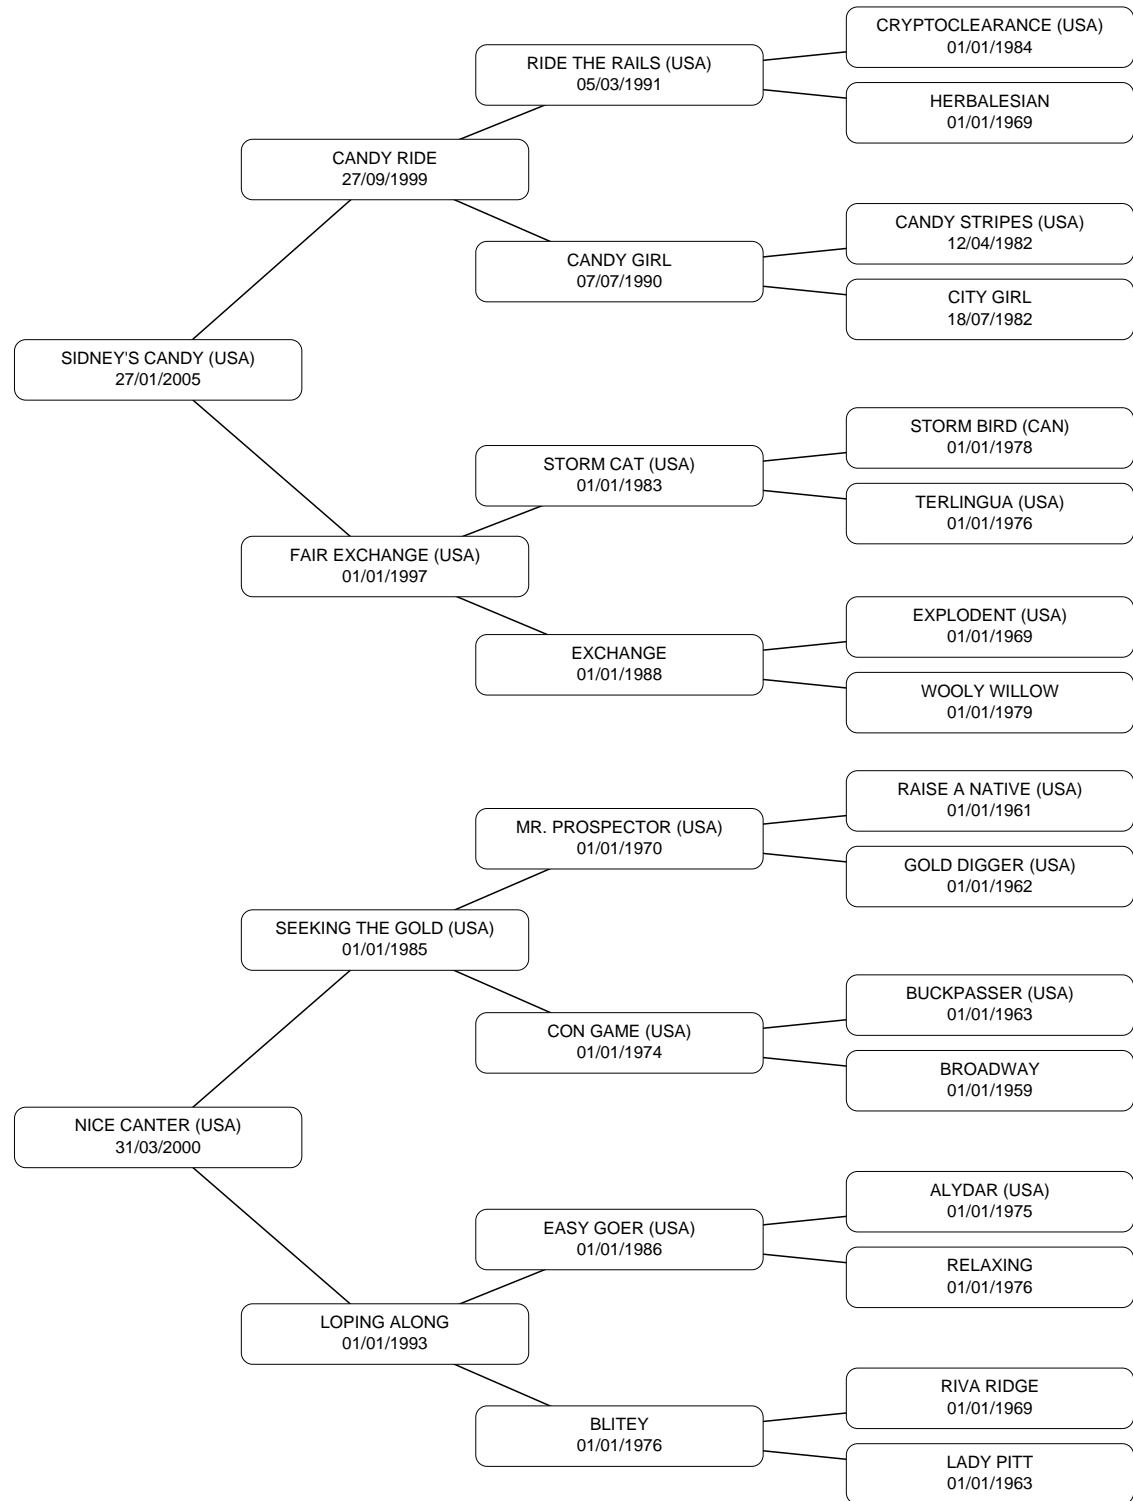 CRYPTOCLEARANCE (USA)
01/01/1984
RIDE THE RAILS (USA)
05/03/1991
HERBALESIAN
01/01/1969
CANDY RIDE
27/09/1999
CANDY STRIPES (USA)
12/04/1982
CANDY GIRL
07/07/1990
CITY GIRL
18/07/1982
SIDNEY'S CANDY (USA)
27/01/2005
STORM BIRD (CAN)
01/01/1978
STORM CAT (USA)
01/01/1983
TERLINGUA (USA)
01/01/1976
FAIR EXCHANGE (USA)
01/01/1997
EXPLODENT (USA)
01/01/1969
EXCHANGE
01/01/1988
WOOLY WILLOW
01/01/1979
RAISE A NATIVE (USA)
01/01/1961
MR. PROSPECTOR (USA)
01/01/1970
GOLD DIGGER (USA)
01/01/1962
SEEKING THE GOLD (USA)
01/01/1985
BUCKPASSER (USA)
01/01/1963
CON GAME (USA)
01/01/1974
BROADWAY
01/01/1959
NICE CANTER (USA)
31/03/2000
ALYDAR (USA)
01/01/1975
EASY GOER (USA)
01/01/1986
RELAXING
01/01/1976
LOPING ALONG
01/01/1993
RIVA RIDGE
01/01/1969
BLITEY
01/01/1976
LADY PITT
01/01/1963